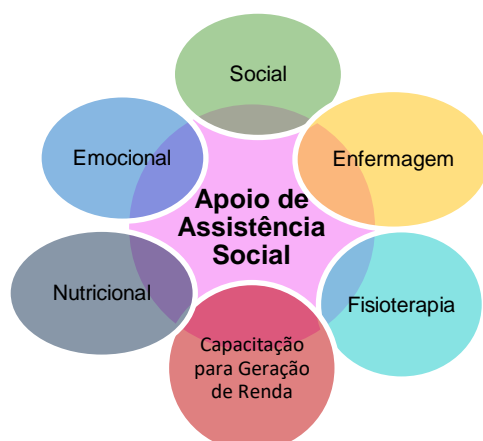 Social
Emocional
Enfermagem
Apoio de
Assistência
Social
Nutricional
Fisioterapia
Capacitação
para Geração
de Renda